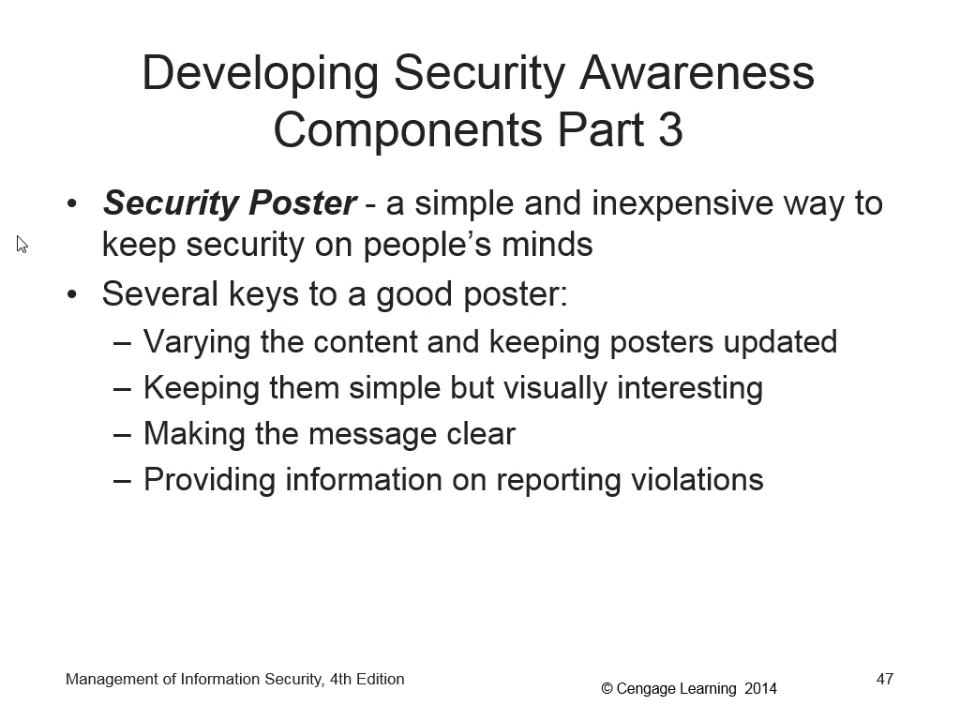 Developing Security Awareness
Components Part 3
• Security Poster - a simple and inexpensive way to
keep security on people’s minds
• Several keys to a good poster:
– Varying the content and keeping posters updated
– Keeping them simple but visually interesting
– Making the message clear
– Providing information on reporting violations
Management of Information Security, 4th Edition
© Cengage Learning 2014
47